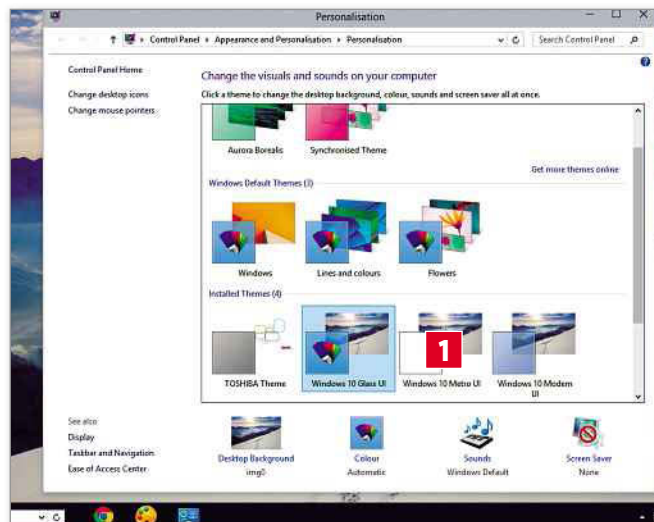 Personalisation
Control Panel Appearance and Personalisation Personalisation
Search Control Panel
Control Panel Home
Change desktop icons
Change mouse pointers
Change the visuals and sounds on your computer
Click a theme to change the desktop background, colour, sounds and screen saver all at once.
Aurora Borealis Synchronised Theme
Get more themes online
Windows Default Themes (3)
Windows Lines and colours Flowers
Installed Themes (4)
1
TOSHIBA Theme Windows 10 Glass UI Windows 10 Metro UI Windows 10 Modern
UI
See also
Display
Taskbar and Navigation
Ease of Access Center
Desktop Background Colour Sounds Screen Saver
img0 Automatic Windows Default None